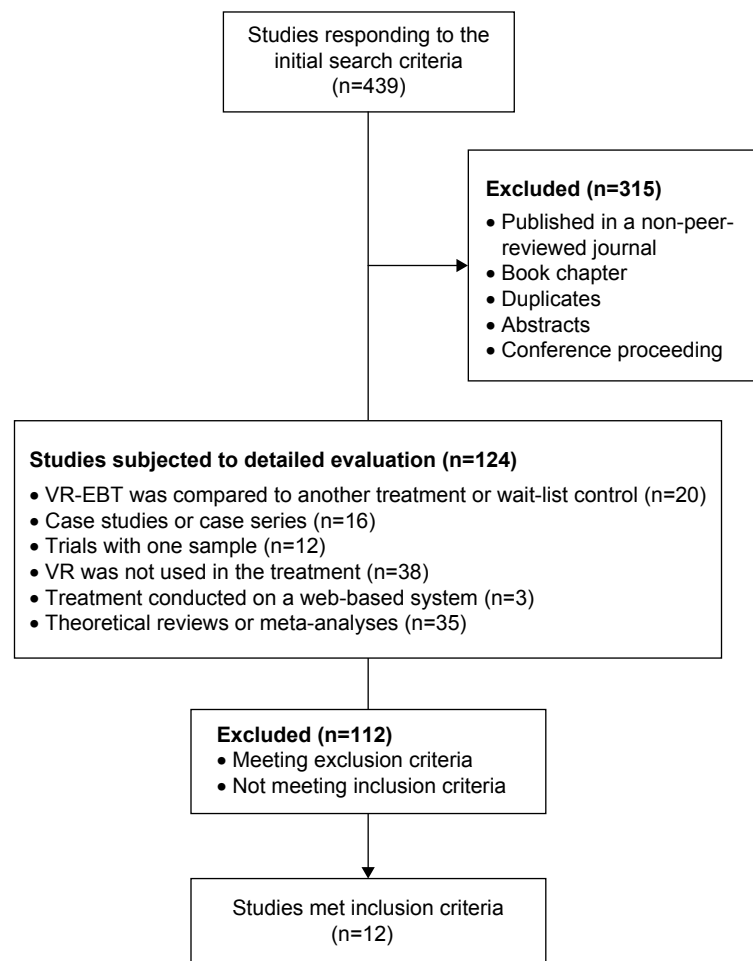 Studies responding to the
initial search criteria
(n=439)
Excluded (n=315)
• Published in a non-peer-
reviewed journal
• Book chapter
• Duplicates
• Abstracts
• Conference proceeding
Studies subjected to detailed evaluation (n=124)
• VR-EBT was compared to another treatment or wait-list control (n=20)
• Case studies or case series (n=16)
• Trials with one sample (n=12)
• VR was not used in the treatment (n=38)
• Treatment conducted on a web-based system (n=3)
• Theoretical reviews or meta-analyses (n=35)
Excluded (n=112)
• Meeting exclusion criteria
• Not meeting inclusion criteria
Studies met inclusion criteria
(n=12)